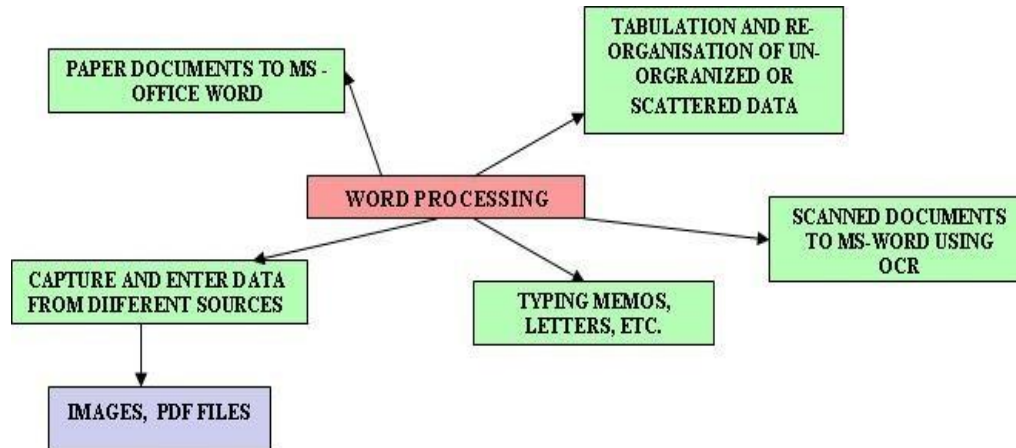 PAPER DOCUMENTS TO MS -
OFFICE WORD
TABULATION AND RE-
ORGANISATION OF UN-
ORGRANIZED OR
SCATTERED DATA
WORD PROCESSING
SCANNED DOCUMENTS
TO MS-WORD USING
OCR
CAPTURE AND ENTER DATA
FROM DIIFERENT SOURCES
TYPING MEMOS,
LETTERS, ETC.
IMAGES, PDF FILES